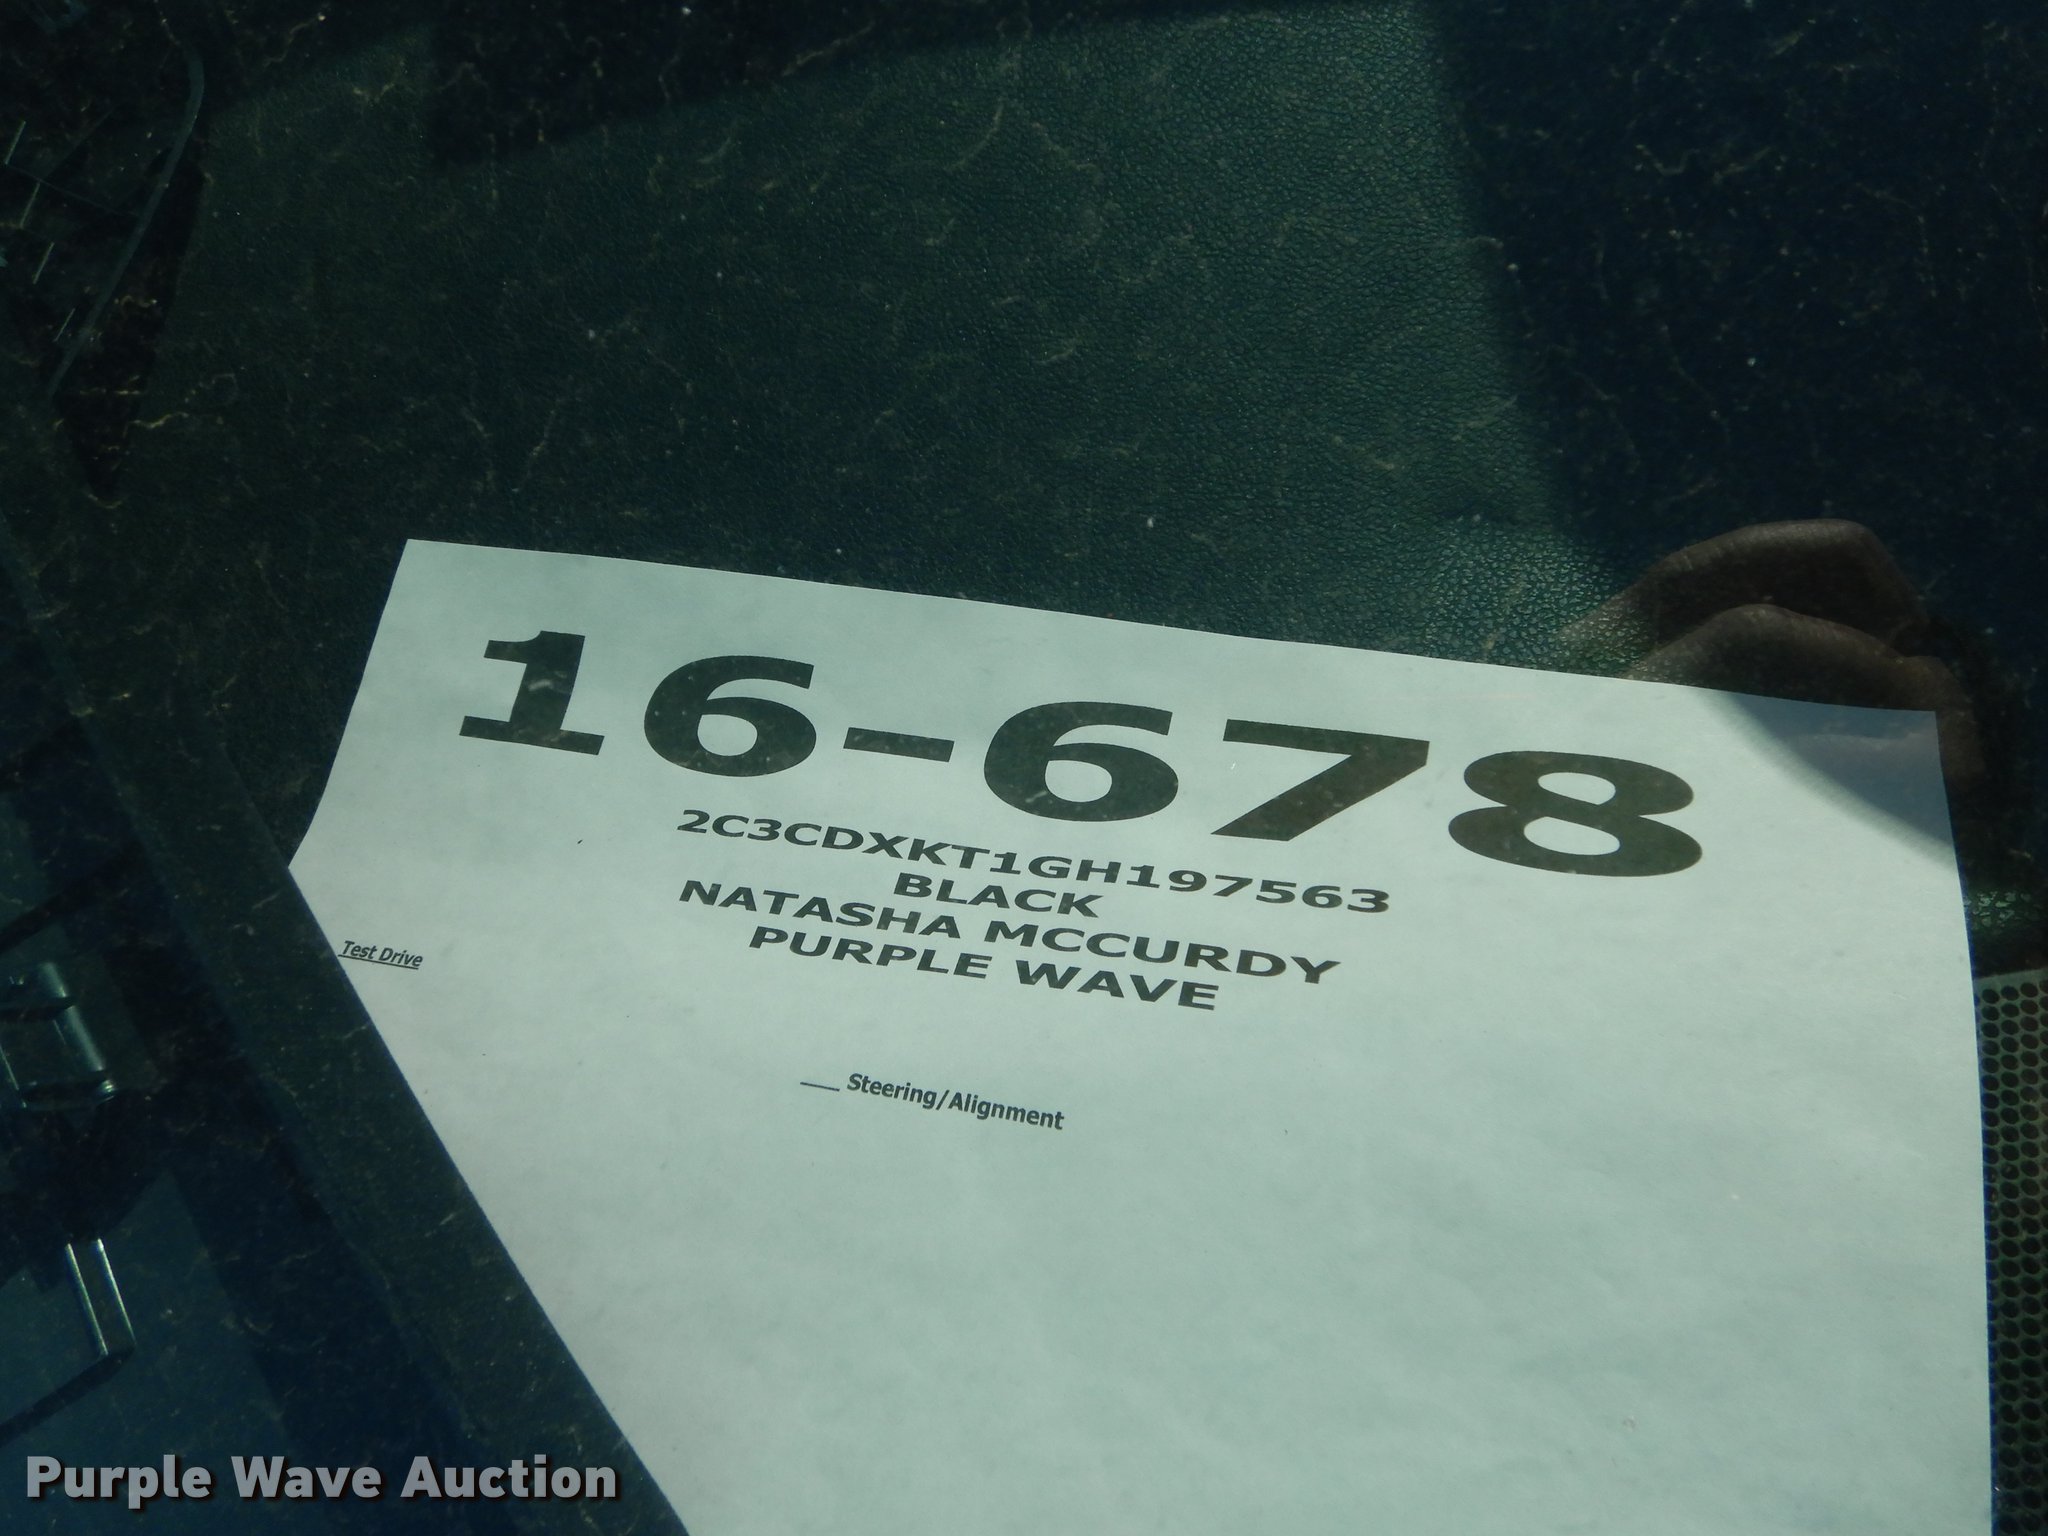 16-678
2C3CDXKT1GH197563
BLACK
NATASHA MCCURDY
PURPLE WAVE
Test Drive
___ Steering/Alignment
Purple Wave Auction